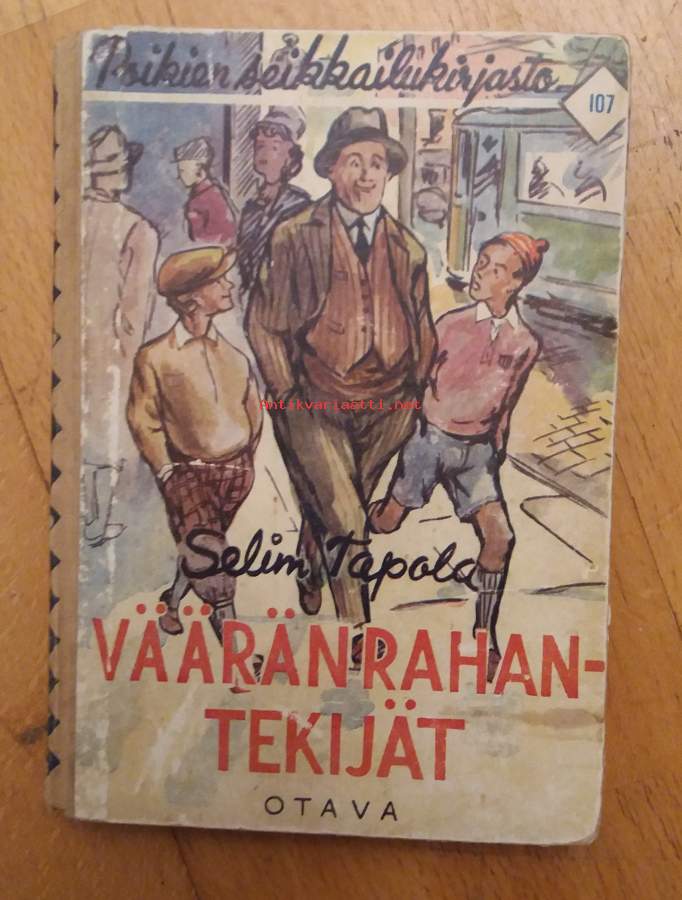 Poikien seikkailukirjasto
107
Antikvariaatti.net
Selim Tapola
VÄÄRÄNRAHAN-
TEKIJÄT
OTAVA